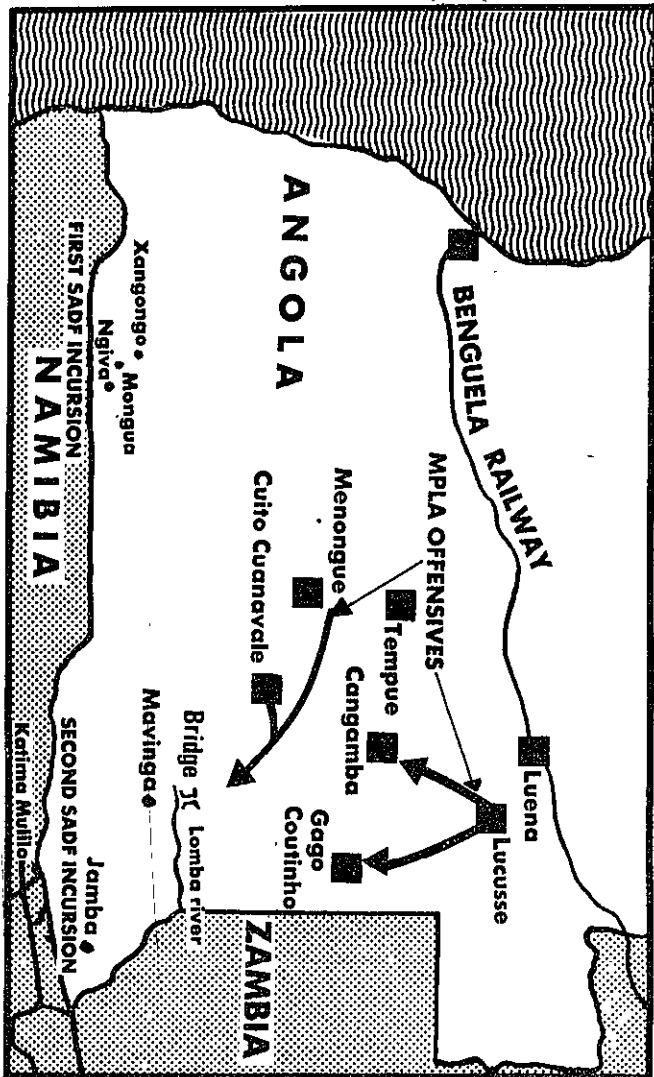 BENGUELA RAILWAY
Luena
Lucusse
MPLA OFFENSIVES
ANGOLA
Tempue
Cangamba
Gago
Coutinho
Menongue
Cuito Cuanavale
Bridge
Lomba river
ZAMBIA
Mavinga
Xangongo
Mongua
Ngiva
Jamba
FIRST SADF INCURSION
SECOND SADF INCURSION
NAMIBIA
Katima Mulilo